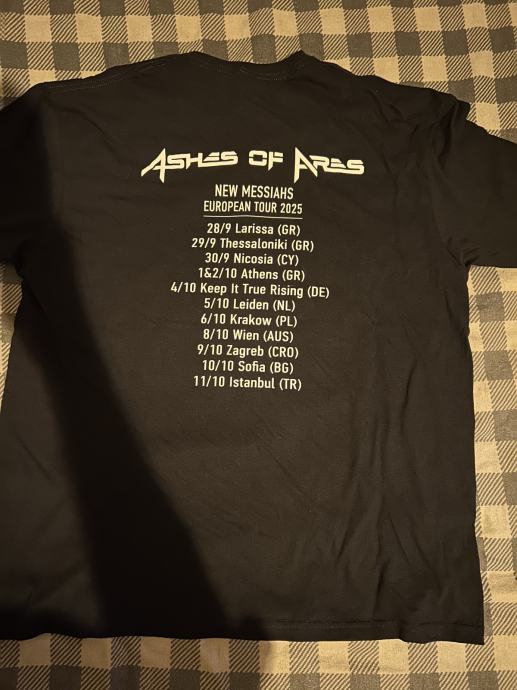 ASHES OF ARES
NEW MESSIAHS
EUROPEAN TOUR 2025
28/9 Larissa (GR)
29/9 Thessaloniki (GR)
30/9 Nicosia (CY)
1&2/10 Athens (GR)
4/10 Keep It True Rising (DE)
5/10 Leiden (NL)
6/10 Krakow (PL)
8/10 Wien (AUS)
9/10 Zagreb (CRO)
10/10 Sofia (BG)
11/10 Istanbul (TR)